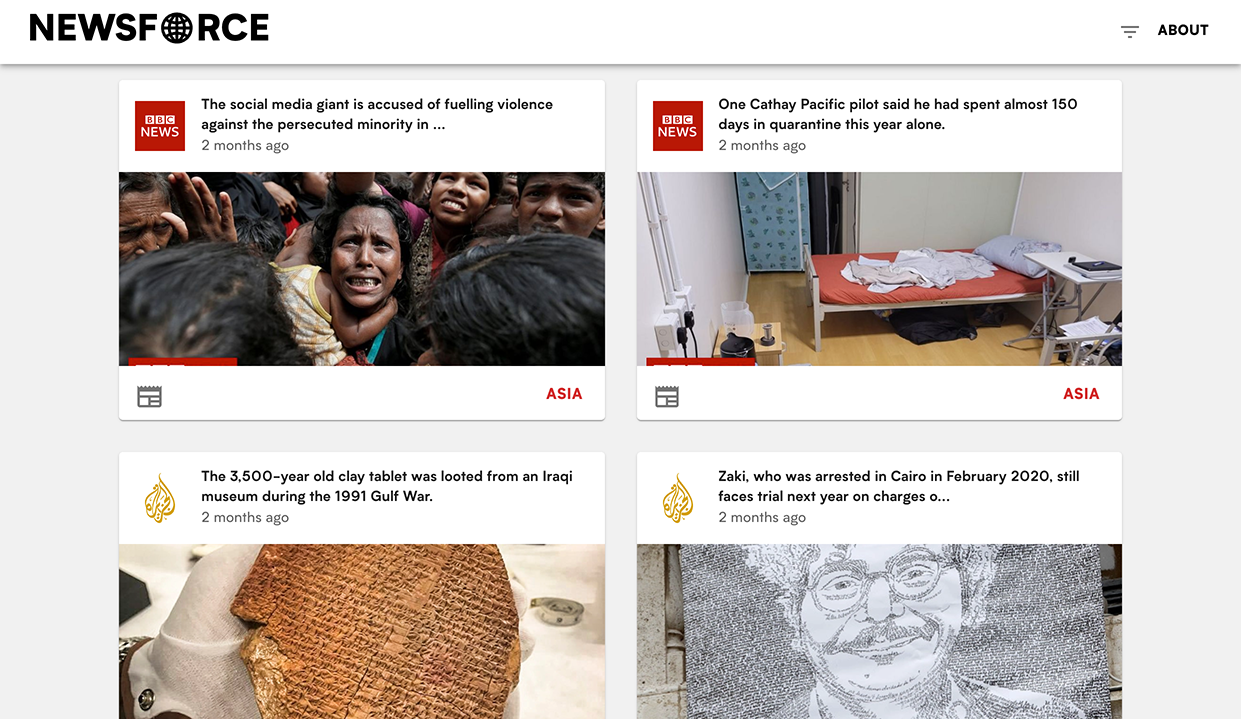 NEWSFORCE
ABOUT
BBC
NEWS
The social media giant is accused of fuelling violence
against the persecuted minority in ...
2 months ago
ASIA
BBC
NEWS
One Cathay Pacific pilot said he had spent almost 150
days in quarantine this year alone.
2 months ago
ASIA
The 3,500-year old clay tablet was looted from an Iraqi
museum during the 1991 Gulf War.
2 months ago
Zaki, who was arrested in Cairo in February 2020, still
faces trial next year on charges o...
2 months ago